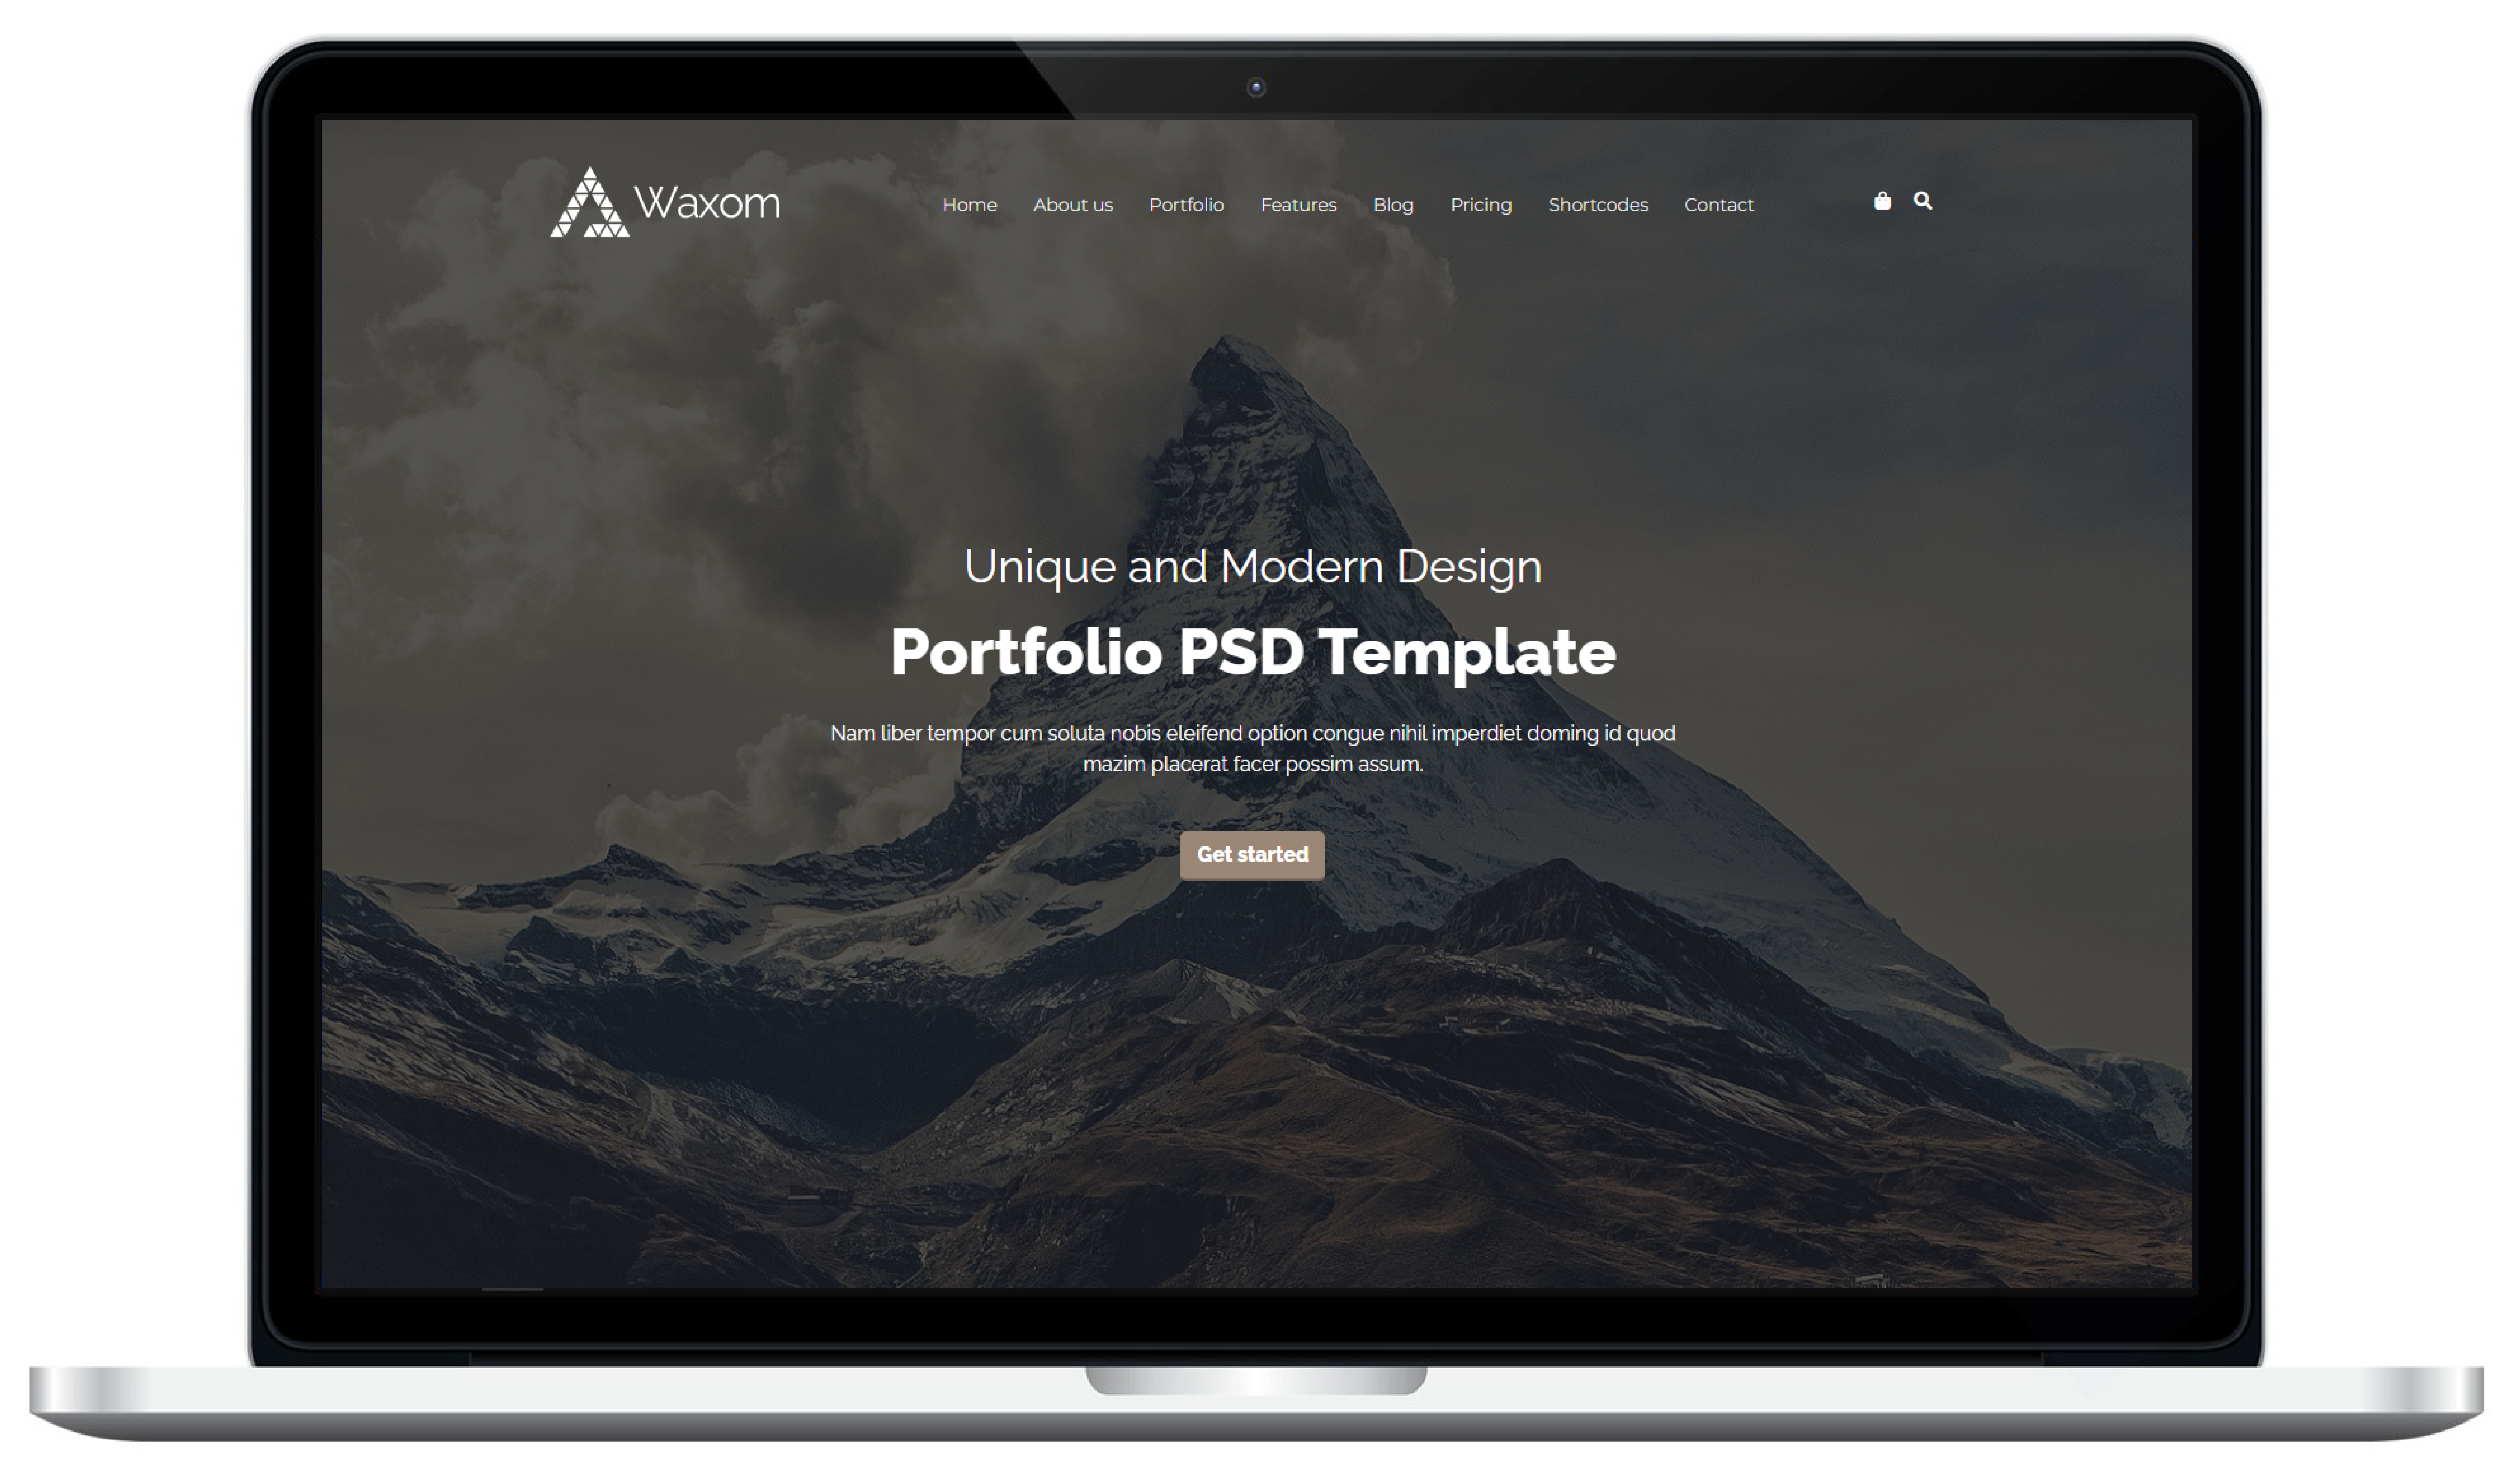 Waxom
Home About us Portfolio Features Blog Pricing Shortcodes Contact
Unique and Modern Design
Portfolio PSD Template
Nam liber tempor cum soluta nobis eleifend option congue nihil imperdiet doming id quod
mazim placerat facer possim assum.
Get started